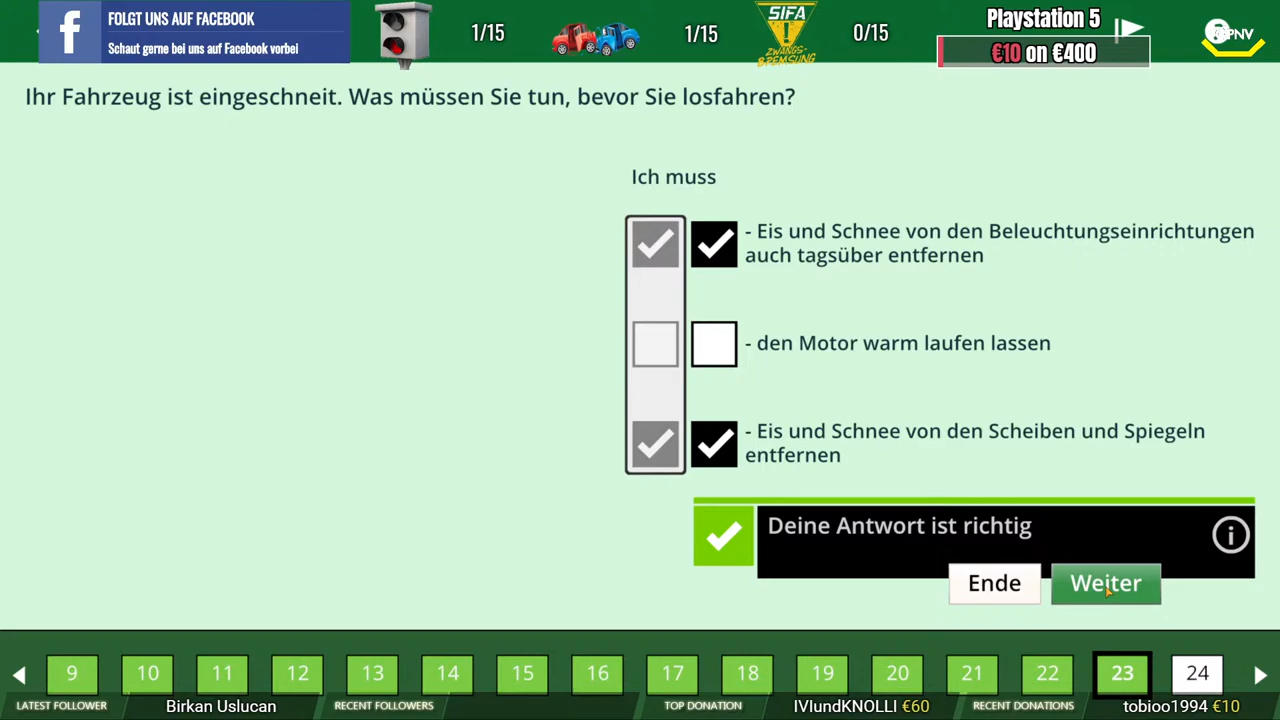 FOLGT UNS AUF FACEBOOK
Schaut gerne bei uns auf Facebook vorbei
1/15
1/15
SIFA
ZWANGS-
BREMSUNG
0/15
Playstation 5
€10 on €400
ÖPNV
Ihr Fahrzeug ist eingeschneit. Was müssen Sie tun, bevor Sie losfahren?
Ich muss
- Eis und Schnee von den Beleuchtungseinrichtungen
auch tagsüber entfernen
- den Motor warm laufen lassen
- Eis und Schnee von den Scheiben und Spiegeln
entfernen
Deine Antwort ist richtig
Ende
Weiter
9 10 11 12 13 14 15 16 17 18 19 20 21 22 23 24
LATEST FOLLOWER Birkan Uslucan RECENT FOLLOWERS TOP DONATION IVIundKNOLLI €60 RECENT DONATIONS tobioo1994 €10